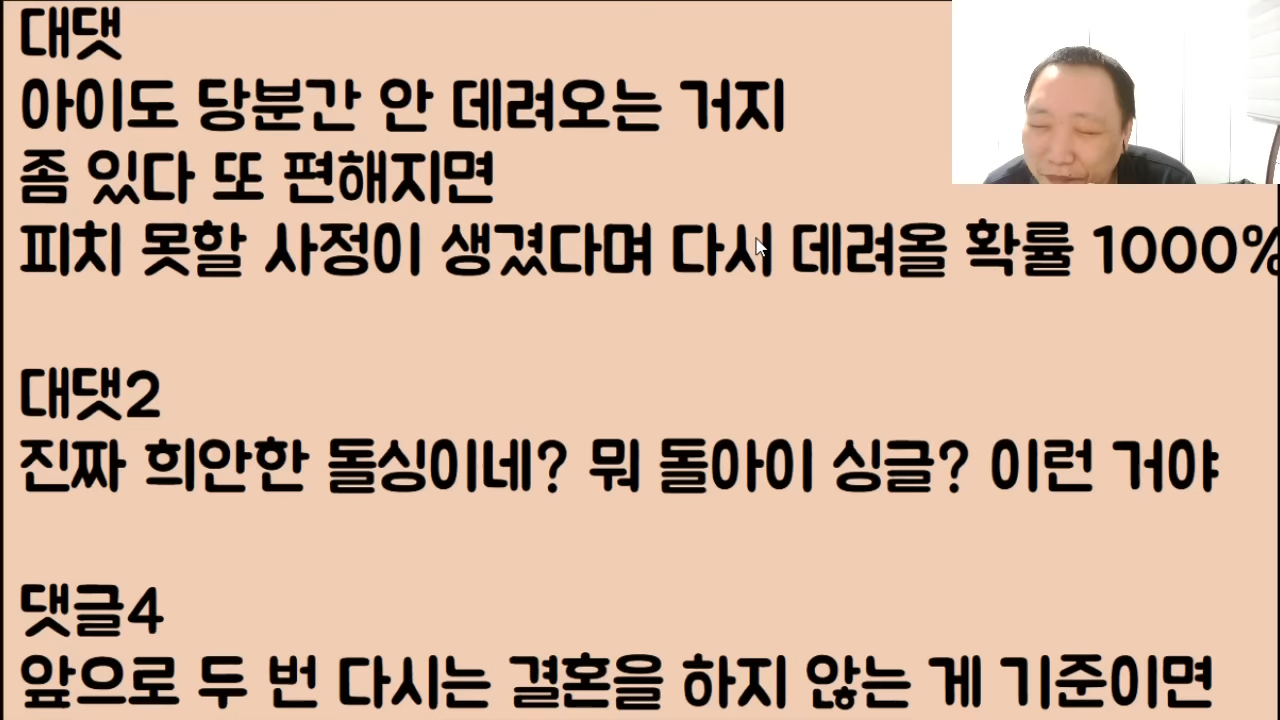 대댓
아이도 당분간 안 데려오는 거지
좀 있다 또 편해지면
피치 못할 사정이 생겼다며 다시 데려올 확률 1000%
대댓2
진짜 희안한 돌싱이네? 뭐 돌아이 싱글? 이런 거야
댓글4
앞으로 두 번 다시는 결혼을 하지 않는 게 기준이면